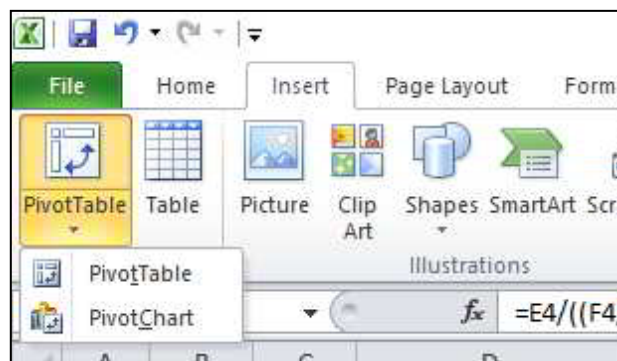 File Home Insert Page Layout Form
PivotTable Table Picture Clip Art Shapes SmartArt Scr
Illustrations
PivotTable
PivotChart
fx =E4/((F4
A B C D